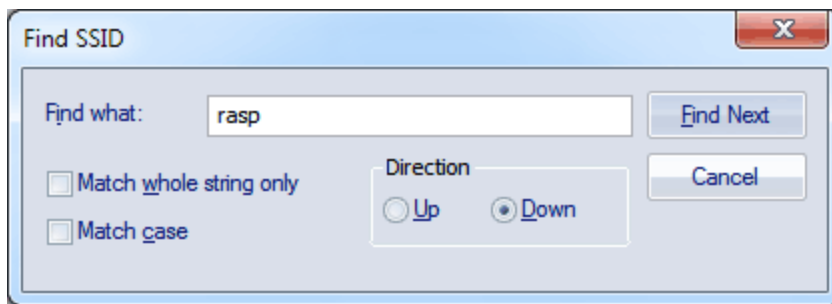 Find SSID
Find what: rasp Find Next
Match whole string only
Match case
Direction
Up Down
Cancel